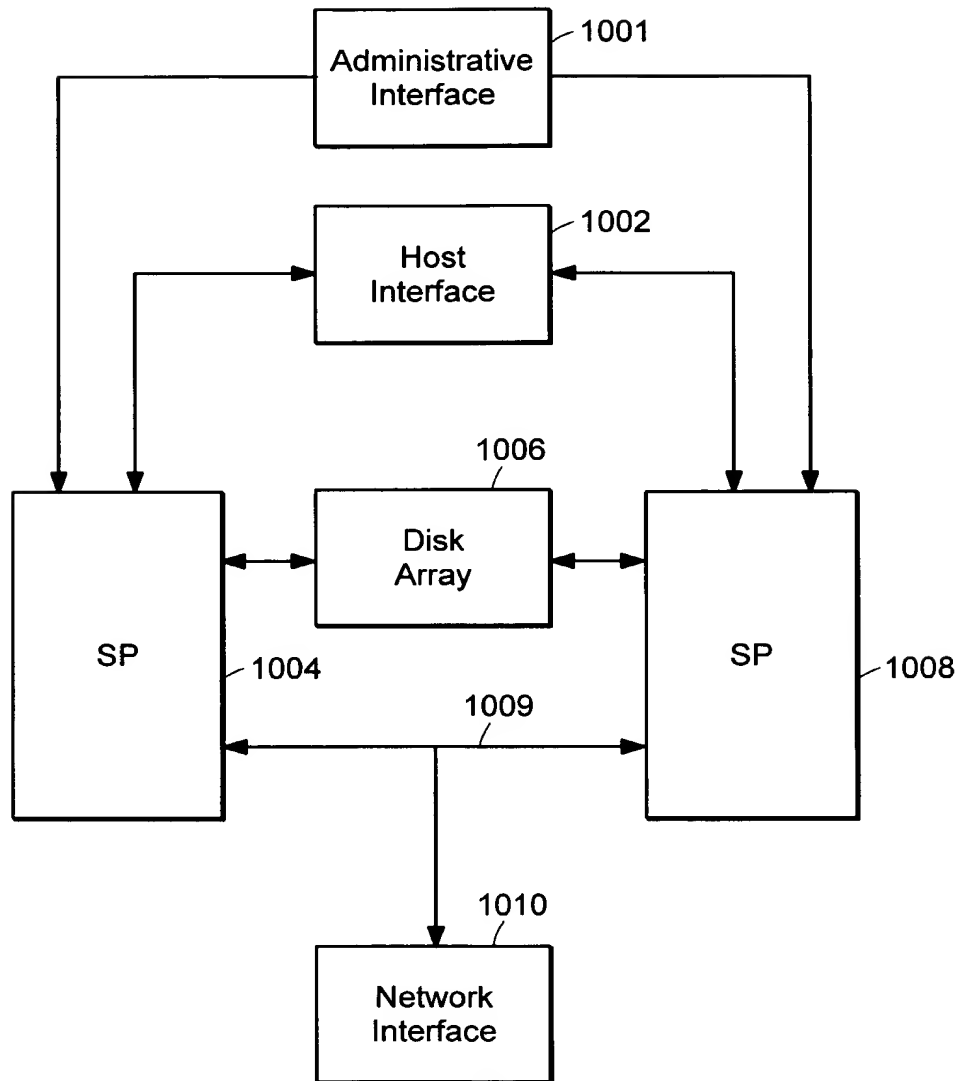 1001
Administrative
Interface
1002
Host
Interface
1006
Disk
Array
SP
1004
SP
1008
1009
1010
Network
Interface